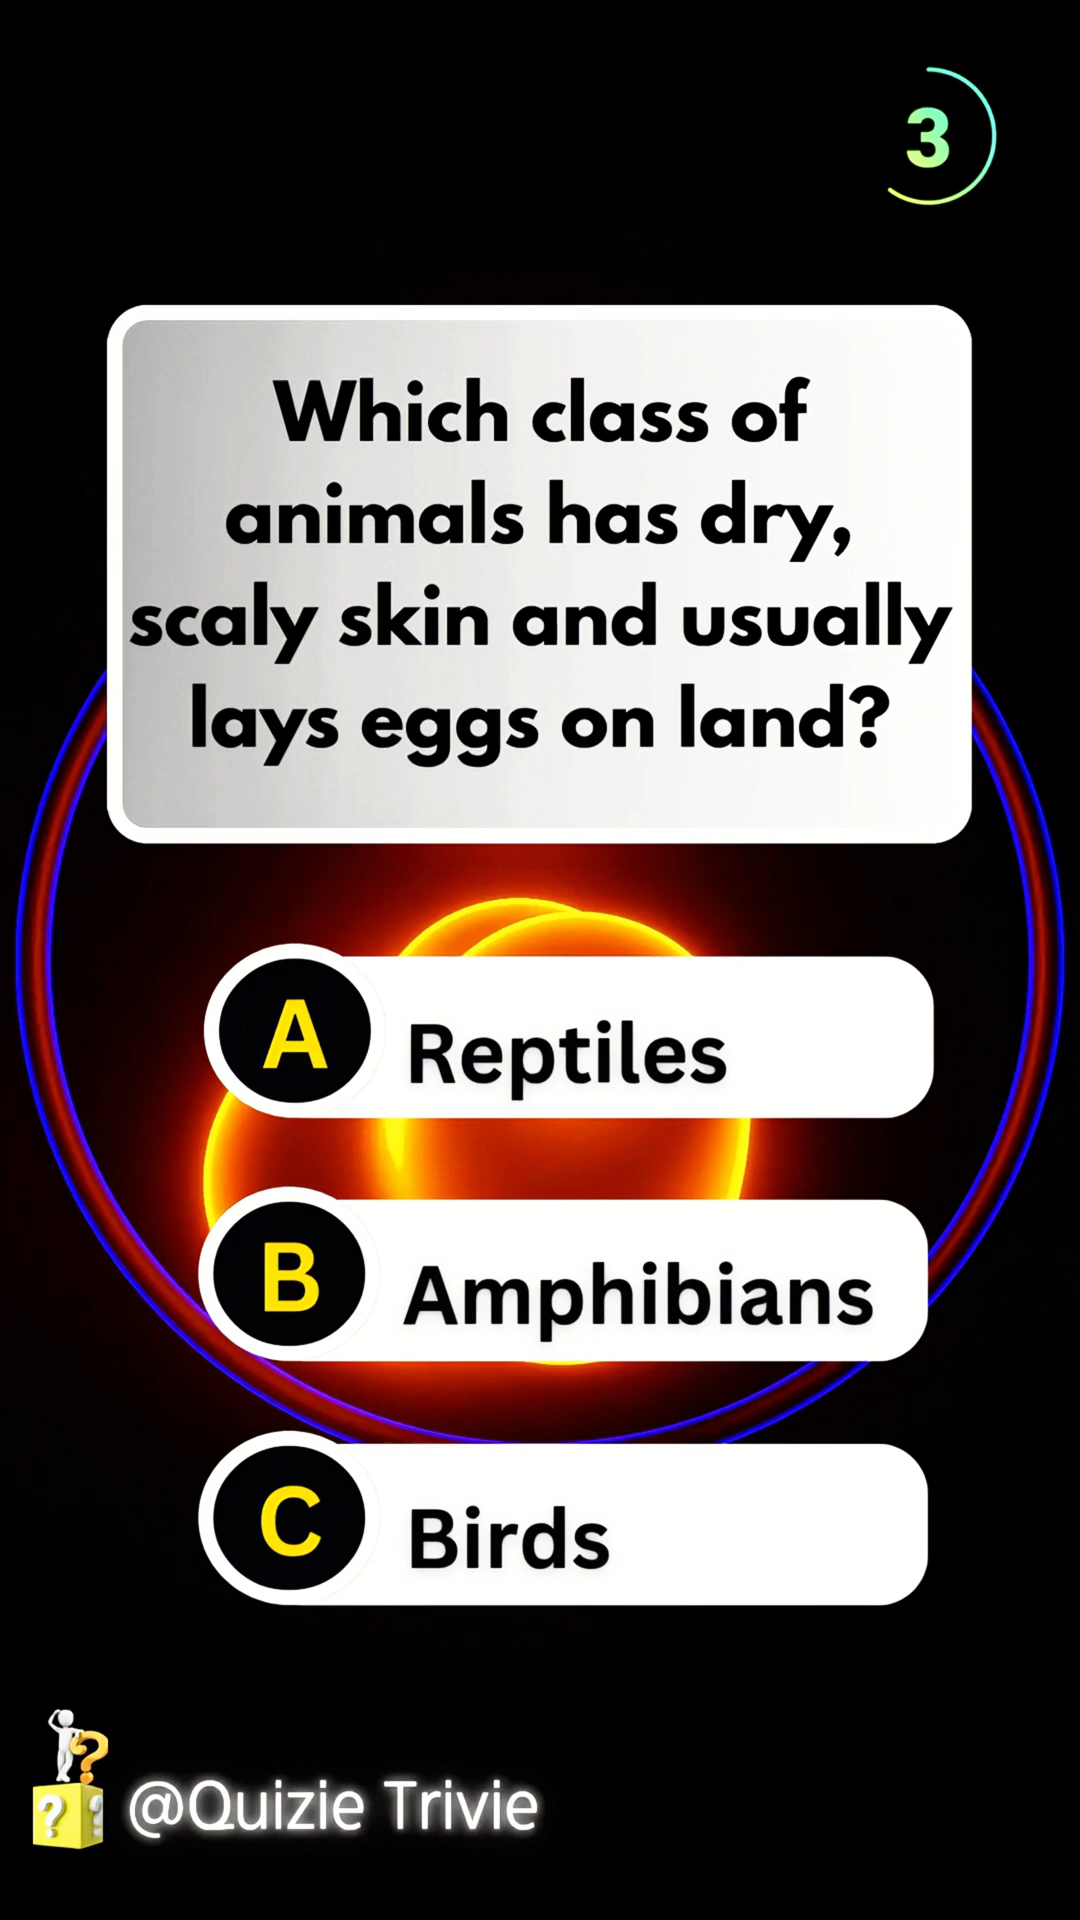 3
Which class of
animals has dry,
scaly skin and usually
lays eggs on land?
A Reptiles
B Amphibians
C Birds
? ?
?
@Quizie Trivie